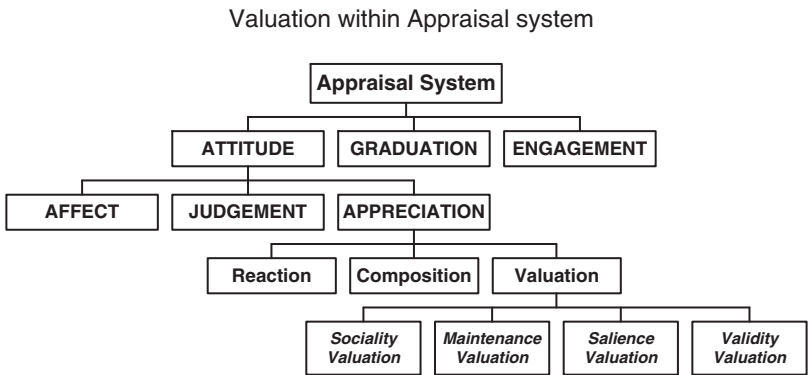 Valuation within Appraisal system
Appraisal System
ATTITUDE
GRADUATION
ENGAGEMENT
AFFECT
JUDGEMENT
APPRECIATION
Reaction
Composition
Valuation
Sociality
Valuation
Maintenance
Valuation
Salience
Valuation
Validity
Valuation